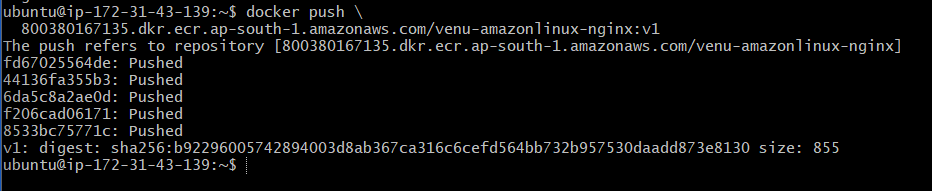 ubuntu@ip-172-31-43-139:~$ docker push \
  800380167135.dkr.ecr.ap-south-1.amazonaws.com/venu-amazonlinux-nginx:v1
The push refers to repository [800380167135.dkr.ecr.ap-south-1.amazonaws.com/venu-amazonlinux-nginx]
fd67025564de: Pushed
44136fa355b3: Pushed
6da5c8a2ae0d: Pushed
f206cad06171: Pushed
8533bc75771c: Pushed
v1: digest: sha256:b92296005742894003d8ab367ca316c6cefd564bb732b957530daadd873e8130 size: 855
ubuntu@ip-172-31-43-139:~$